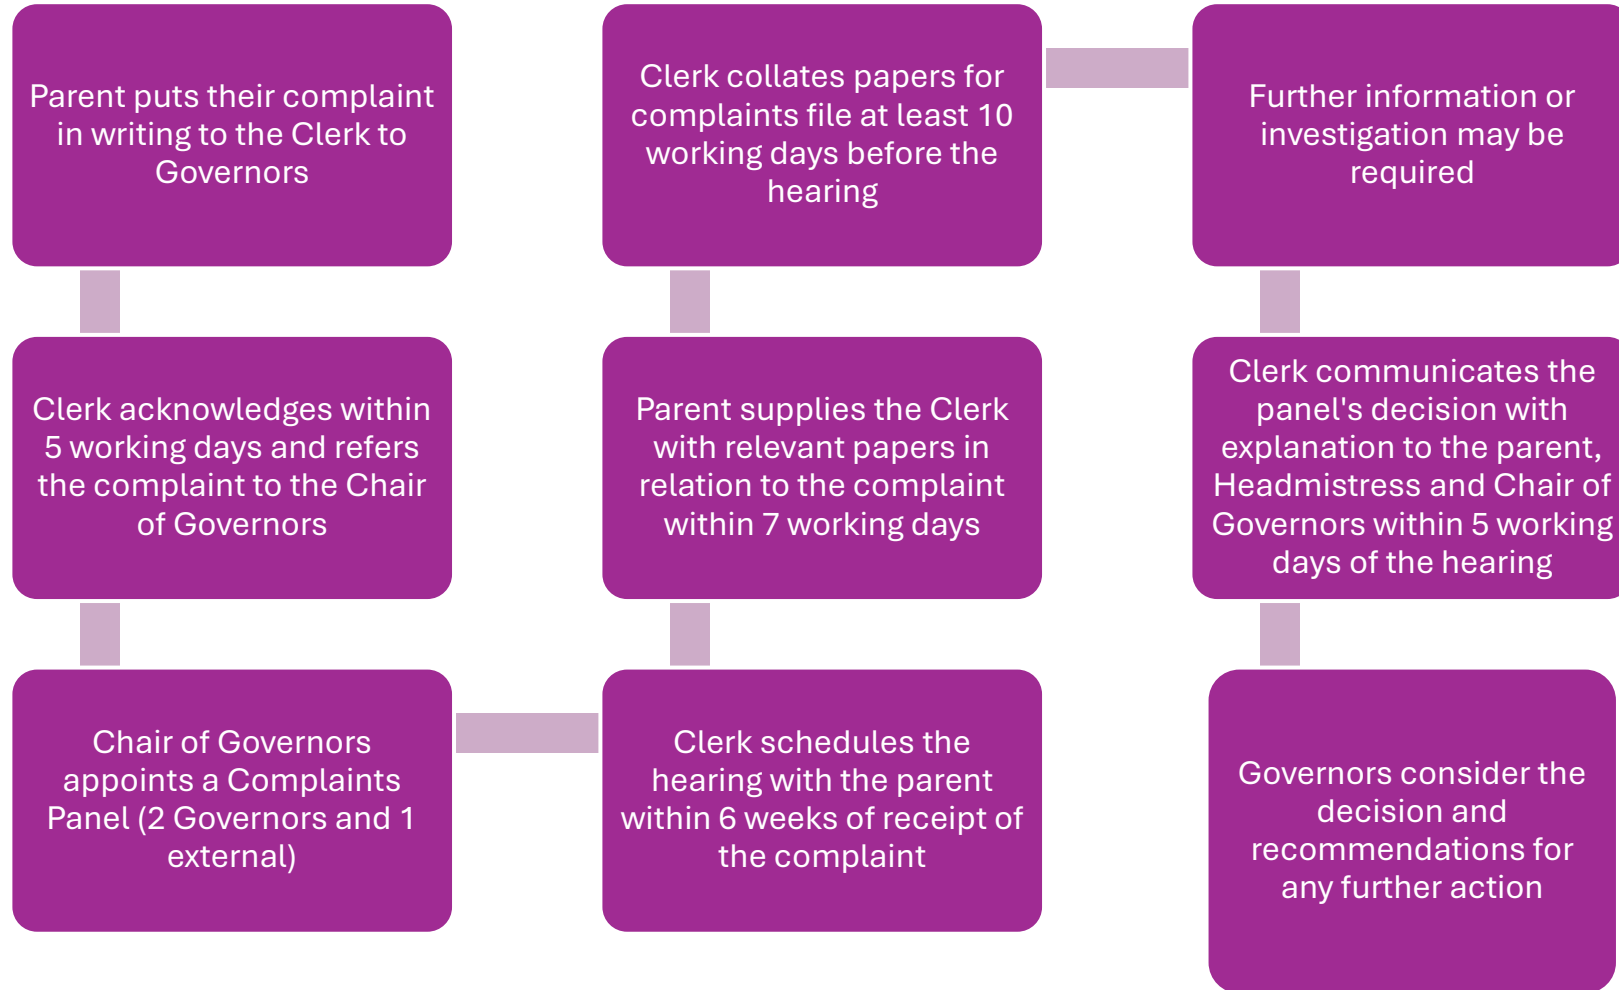 Parent puts their complaint
in writing to the Clerk to
Governors
Clerk acknowledges within
5 working days and refers
the complaint to the Chair
of Governors
Chair of Governors
appoints a Complaints
Panel (2 Governors and 1
external)
Clerk schedules the
hearing with the parent
within 6 weeks of receipt of
the complaint
Parent supplies the Clerk
with relevant papers in
relation to the complaint
within 7 working days
Clerk collates papers for
complaints file at least 10
working days before the
hearing
Further information or
investigation may be
required
Clerk communicates the
panel's decision with
explanation to the parent,
Headmistress and Chair of
Governors within 5 working
days of the hearing
Governors consider the
decision and
recommendations for
any further action